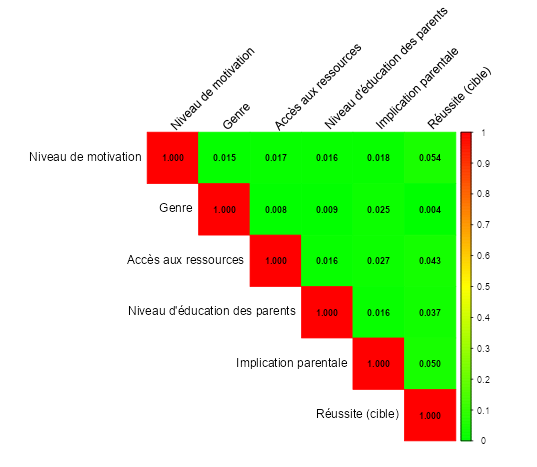 Niveau de motivation
Genre
Accès aux ressources
Niveau d'éducation des parents
Implication parentale
Réussite (cible)
Niveau de motivation 1.000 0.015 0.017 0.016 0.018 0.054
Genre 1.000 0.008 0.009 0.025 0.004
Accès aux ressources 1.000 0.016 0.027 0.043
Niveau d'éducation des parents 1.000 0.016 0.037
Implication parentale 1.000 0.050
Réussite (cible) 1.000
1
0.9
0.8
0.7
0.6
0.5
0.4
0.3
0.2
0.1
0